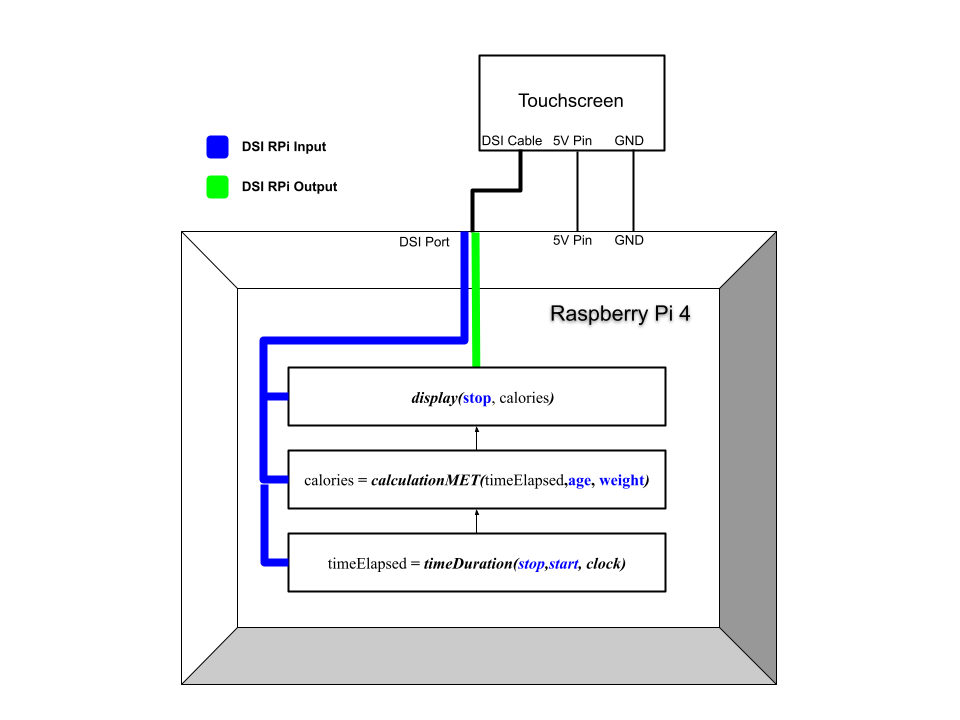 Touchscreen
DSI Cable 5V Pin GND
DSI RPi Input
DSI RPi Output
DSI Port 5V Pin GND
Raspberry Pi 4
display(stop, calories)
calories = calculationMET(timeElapsed,age, weight)
timeElapsed = timeDuration(stop,start, clock)